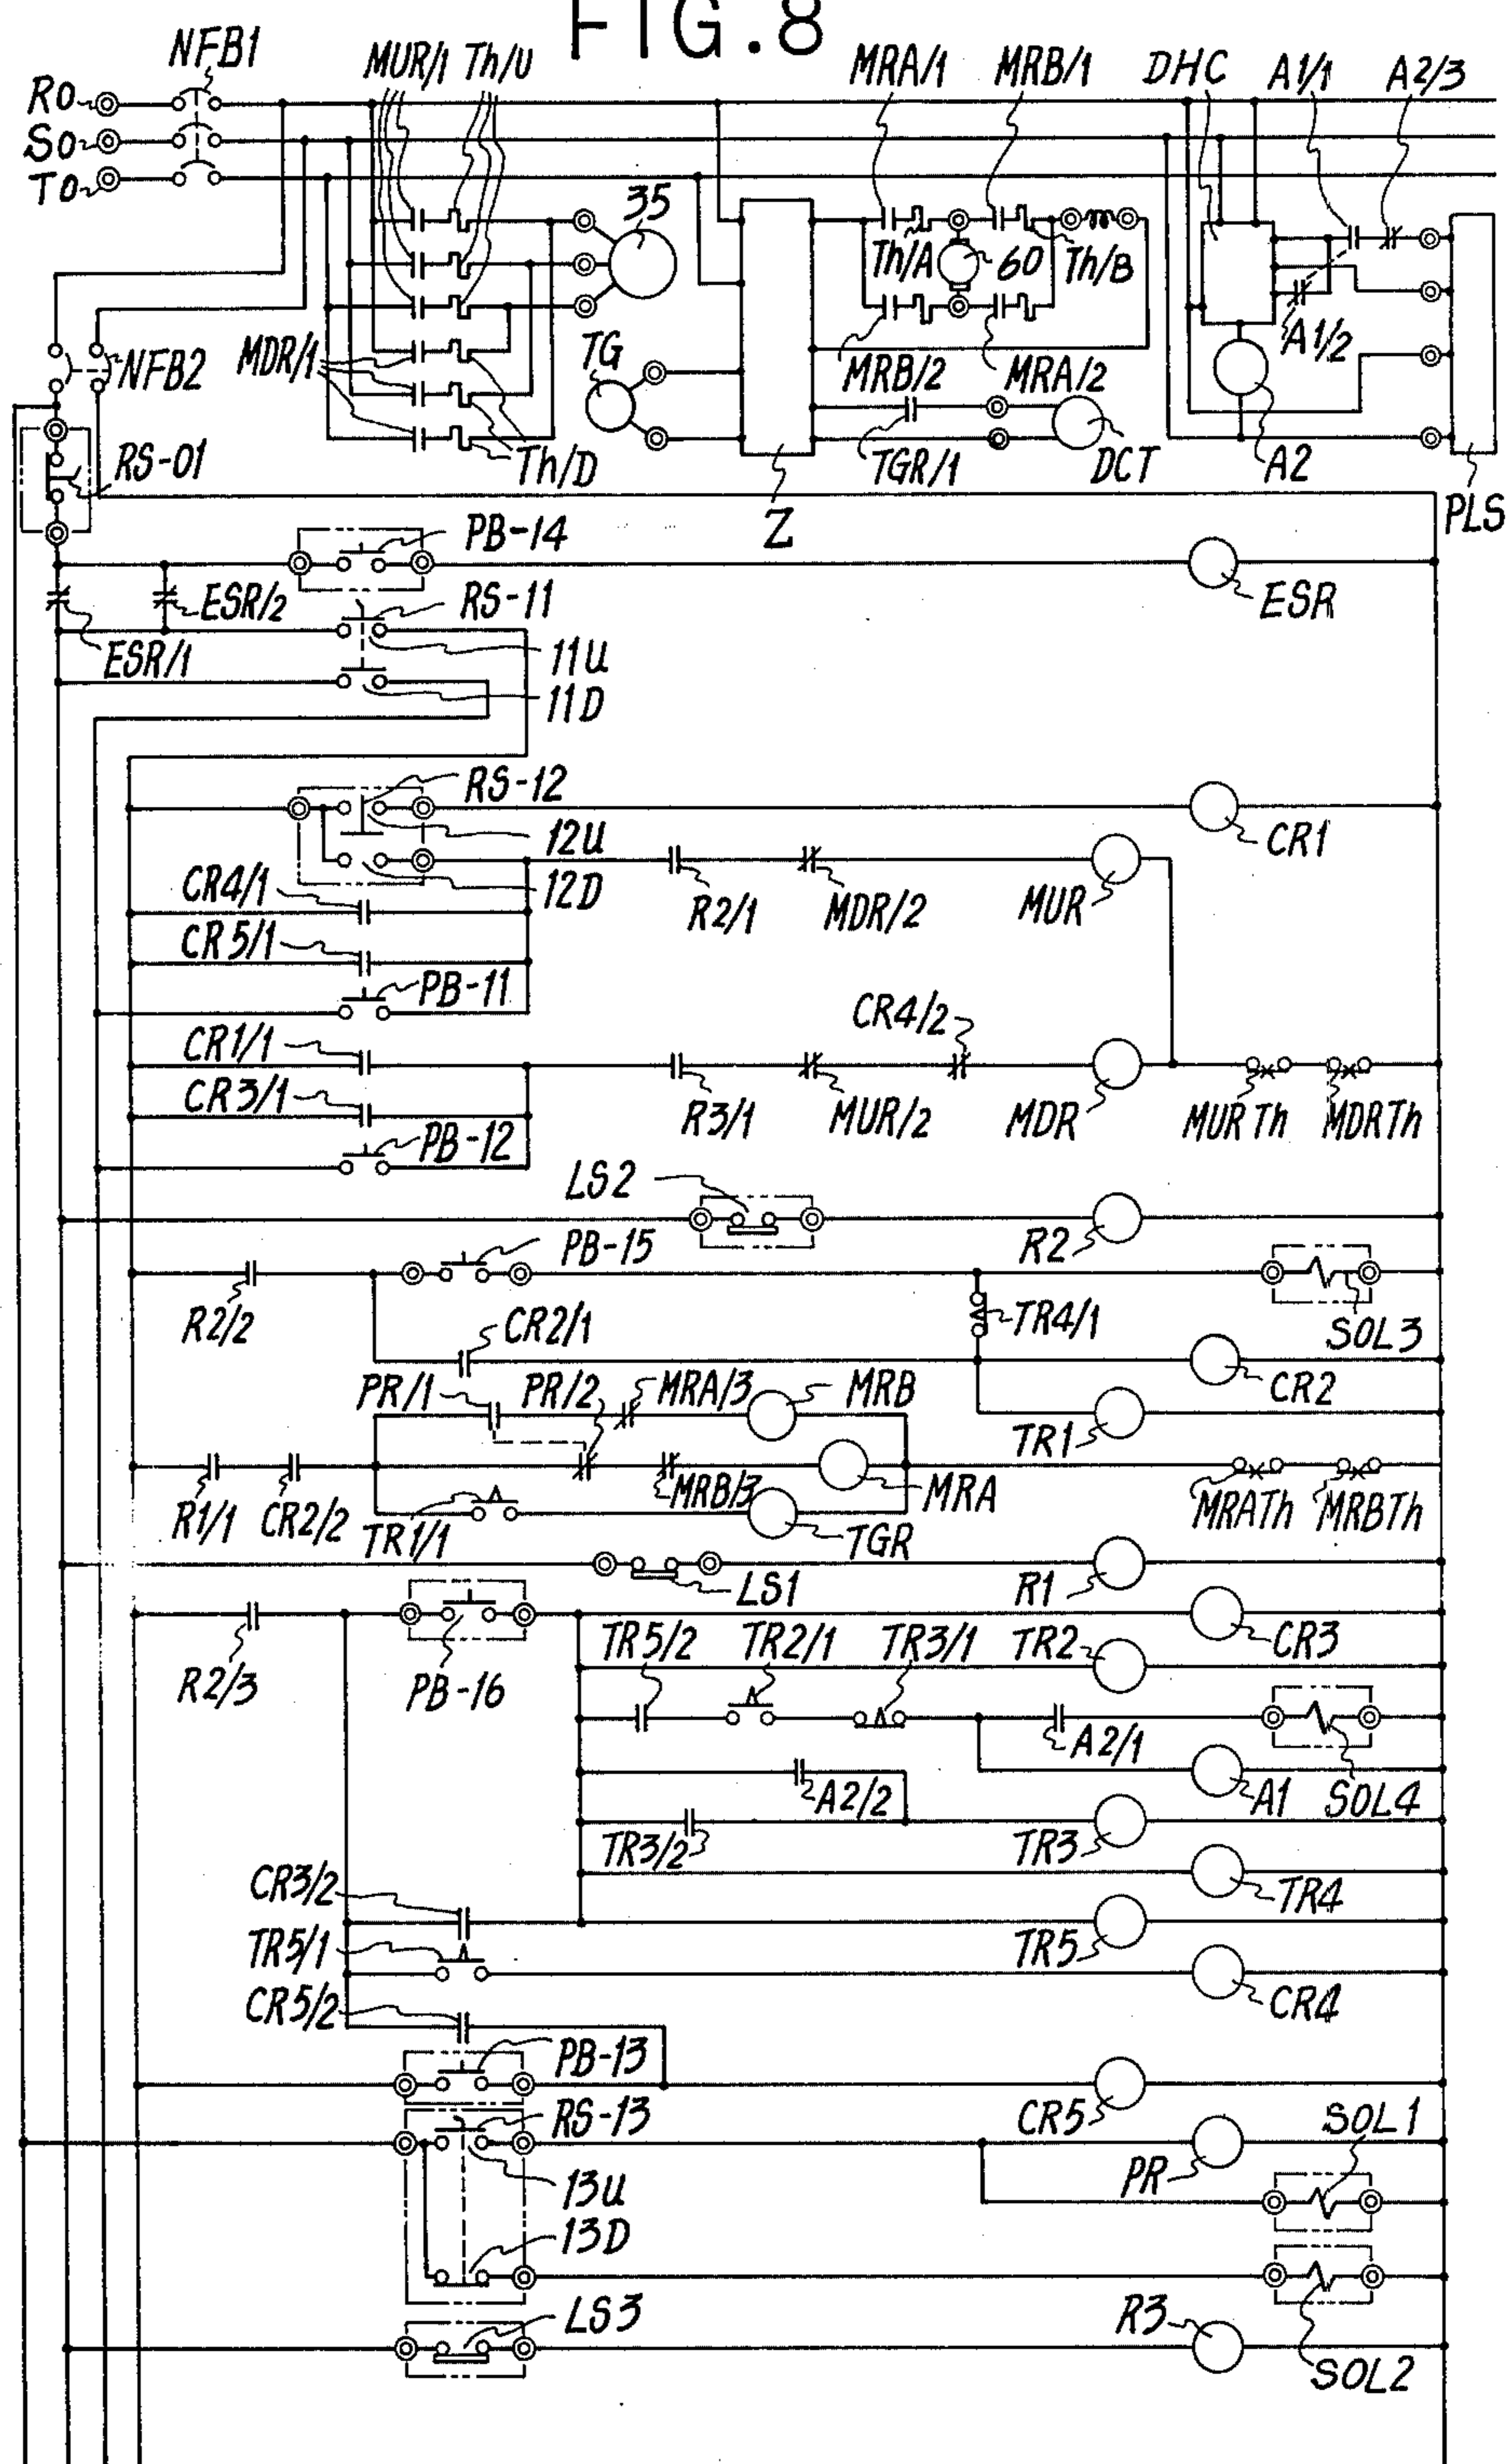 FIG.8
NFB1 MUR/1 Th/U MRA/1 MRB/1 DHC A1/1 A2/3
R0
S0
T0
35
Th/A 60 Th/B
NFB2 MDR/1 TG A1/2
MRB/2 MRA/2
RS-01 Th/D TGR/1 DCT A2
Z PLS
PB-14
ESR/2 RS-11 ESR
ESR/1 11U
11D
RS-12
12U CR1
CR4/1 12D R2/1 MDR/2 MUR
CR5/1
PB-11
CR1/1 CR4/2
CR3/1 R3/1 MUR/2 MDR MURTh MDRTh
PB-12
LS2
PB-15 R2
R2/2 CR2/1 TR4/1 SOL3
PR/1 PR/2 MRA/3 MRB CR2
TR1
R1/1 CR2/2 TR1/1 MRB/3 MRA MRATh MRBTh
TGR
LS1 R1
TR5/2 TR2/1 TR3/1 TR2 CR3
R2/3 PB-16
A2/1
A2/2 A1 SOL4
TR3/2 TR3
CR3/2 TR4
TR5/1 TR5
CR5/2 CR4
PB-13
RS-13 CR5 SOL1
13U PR
13D
LS3 R3
SOL2